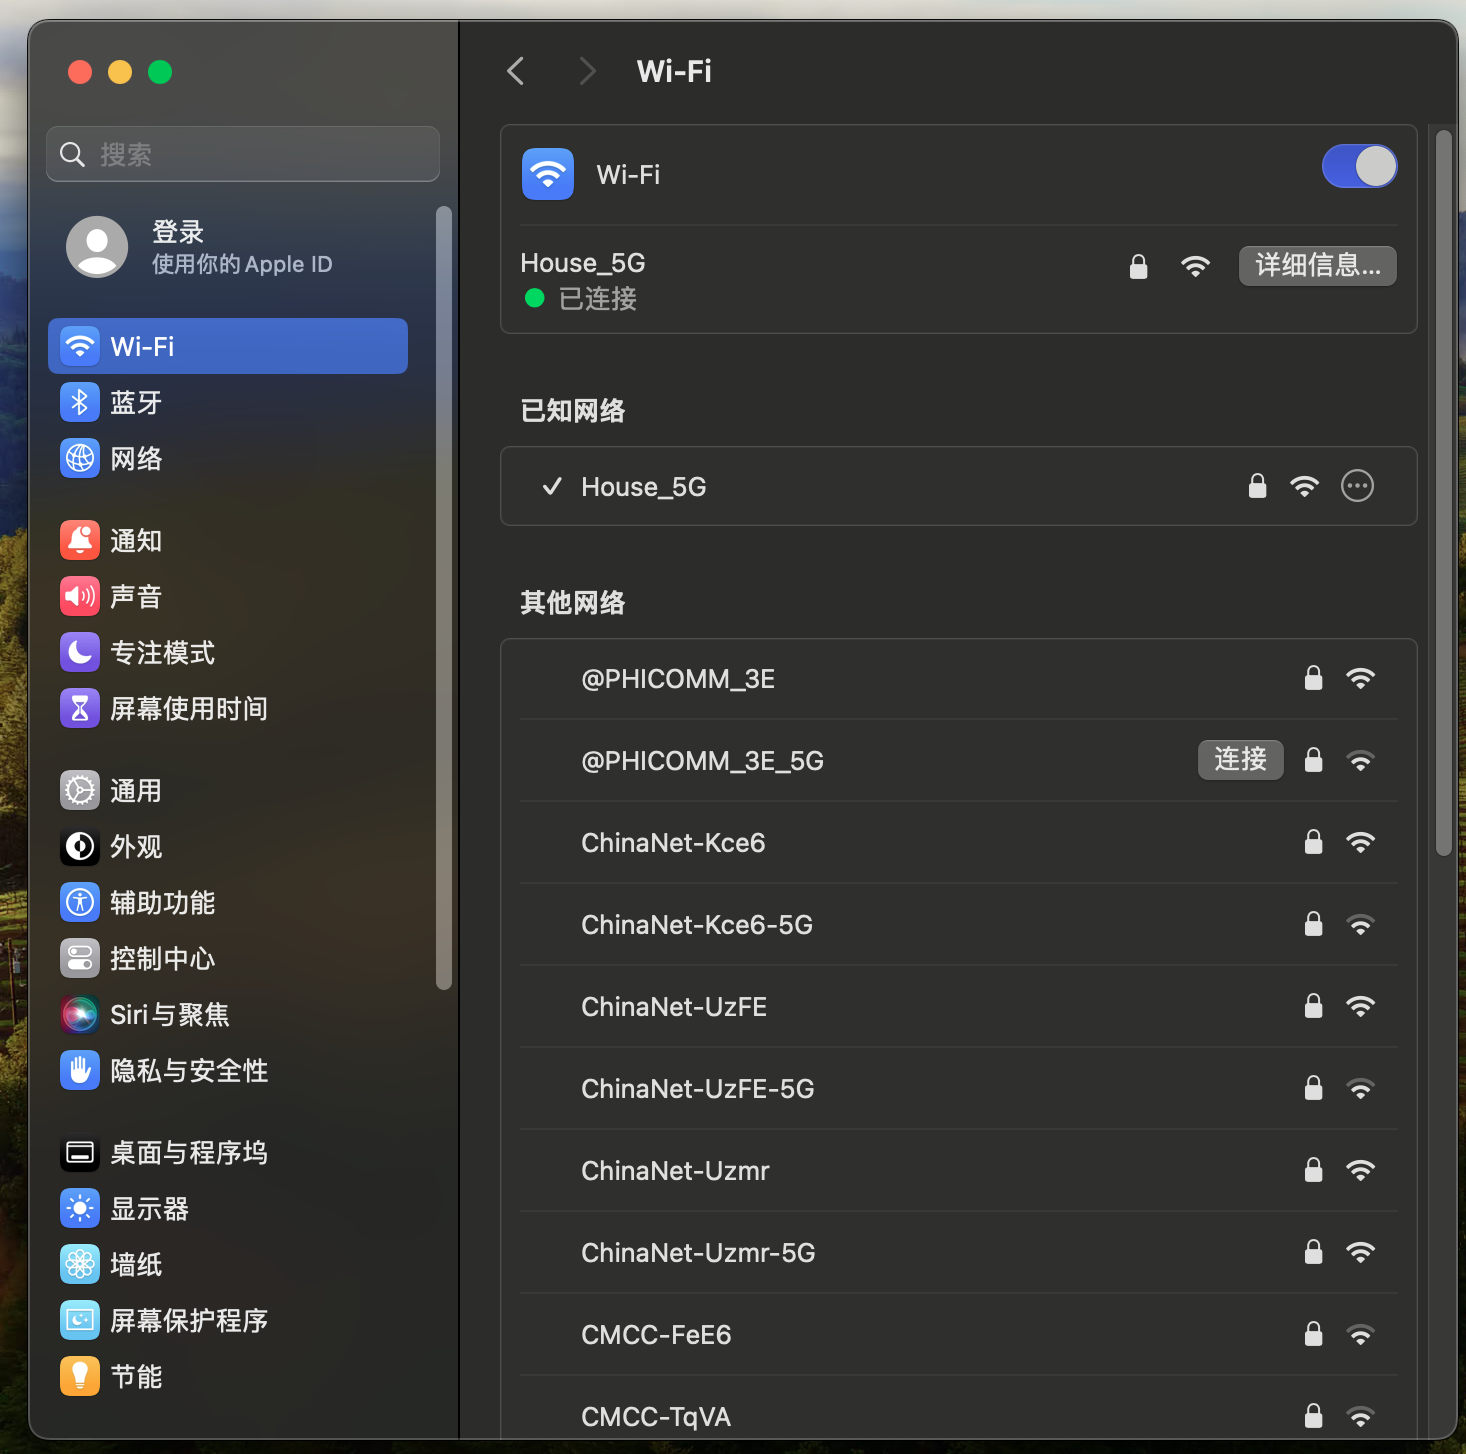 搜索
登录
使用你的 Apple ID
Wi-Fi
蓝牙
网络
通知
声音
专注模式
屏幕使用时间
通用
外观
辅助功能
控制中心
Siri与聚焦
隐私与安全性
桌面与程序坞
显示器
墙纸
屏幕保护程序
节能
Wi-Fi
Wi-Fi
House_5G
已连接
详细信息...
已知网络
House_5G
其他网络
@PHICOMM_3E
@PHICOMM_3E_5G
连接
ChinaNet-Kce6
ChinaNet-Kce6-5G
ChinaNet-UzFE
ChinaNet-UzFE-5G
ChinaNet-Uzmr
ChinaNet-Uzmr-5G
CMCC-FeE6
CMCC-TqVA